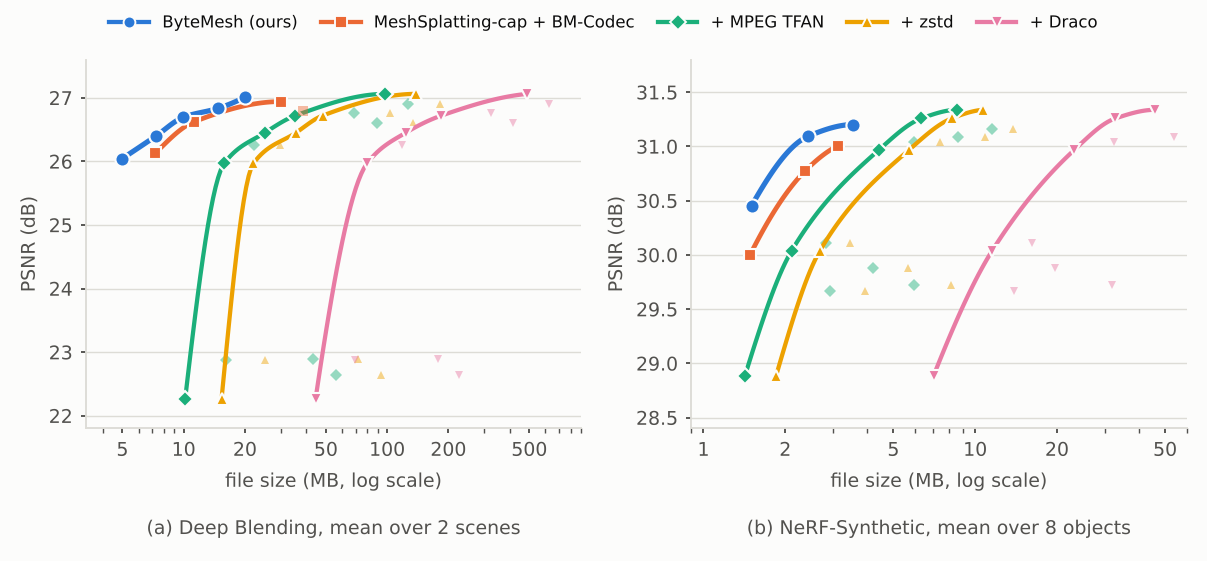 ByteMesh (ours) MeshSplatting-cap + BM-Codec + MPEG TFAN + zstd + Draco
PSNR (dB)
27
26
25
24
23
22
5 10 20 50 100 200 500
file size (MB, log scale)
(a) Deep Blending, mean over 2 scenes
PSNR (dB)
31.5
31.0
30.5
30.0
29.5
29.0
28.5
1 2 5 10 20 50
file size (MB, log scale)
(b) NeRF-Synthetic, mean over 8 objects